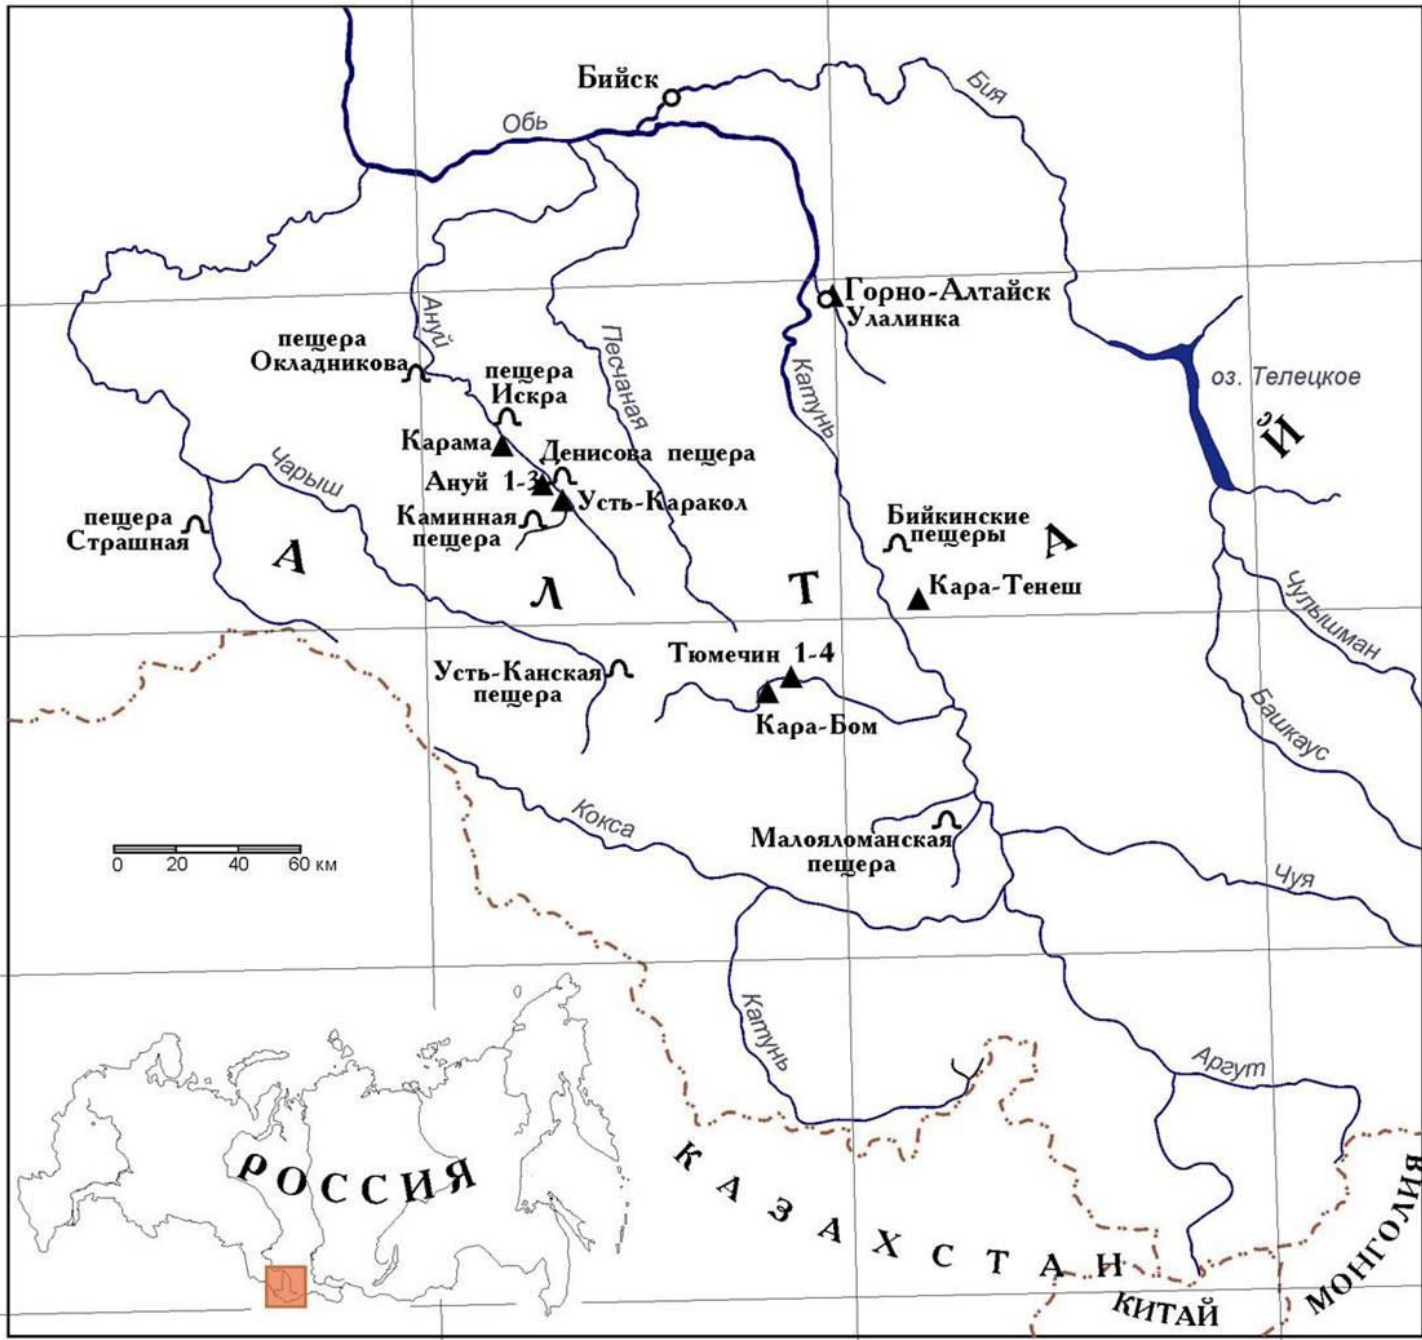 Бийск
Бия
Обь
Горно-Алтайск
Улалинка
Ануй
пещера
Окладникова
Песчаная
Катунь
оз. Телецкое
пещера
Искра
Карама
Денисова пещера
Ануй 1-3
Усть-Каракол
Чарыш
Каминная
пещера
пещера
Страшная
Бийкинские
пещеры
А Л Т А Й
Кара-Тенеш
Чулышман
Тюмечин 1-4
Усть-Канская
пещера
Кара-Бом
Башкаус
Кокса
Малояломанская
пещера
0 20 40 60 км
Чуя
Катунь
Аргут
РОССИЯ
КАЗАХСТАН
КИТАЙ
МОНГОЛИЯ